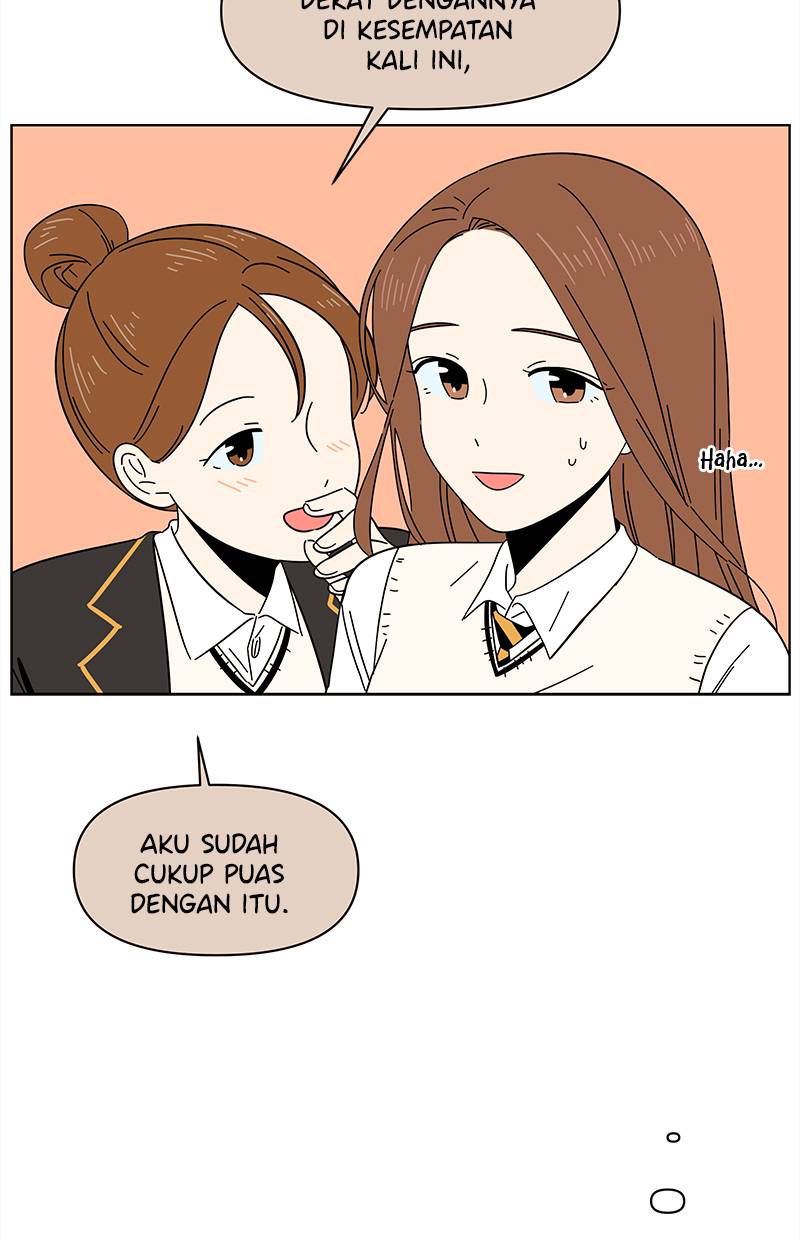 DEKAT DENGANNYA
DI KESEMPATAN
KALI INI,
Haha...
AKU SUDAH
CUKUP PUAS
DENGAN ITU.